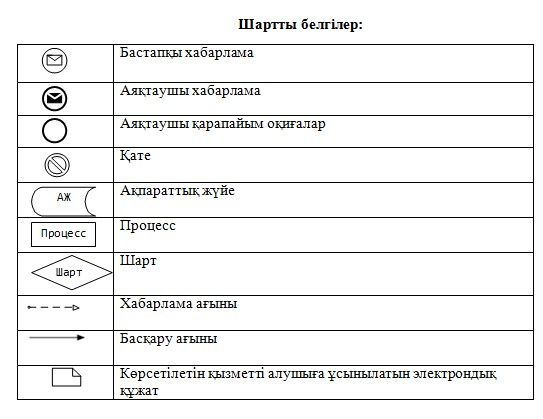 Шартты белгілер:
Бастапқы хабарлама
Аяқтаушы хабарлама
Аяқтаушы қарапайым оқиғалар
Қате
АЖ
Ақпараттық жүйе
Процесс
Процесс
Шарт
Шарт
Хабарлама ағыны
Басқару ағыны
Көрсетілетін қызметті алушыға ұсынылатын электрондық
құжат